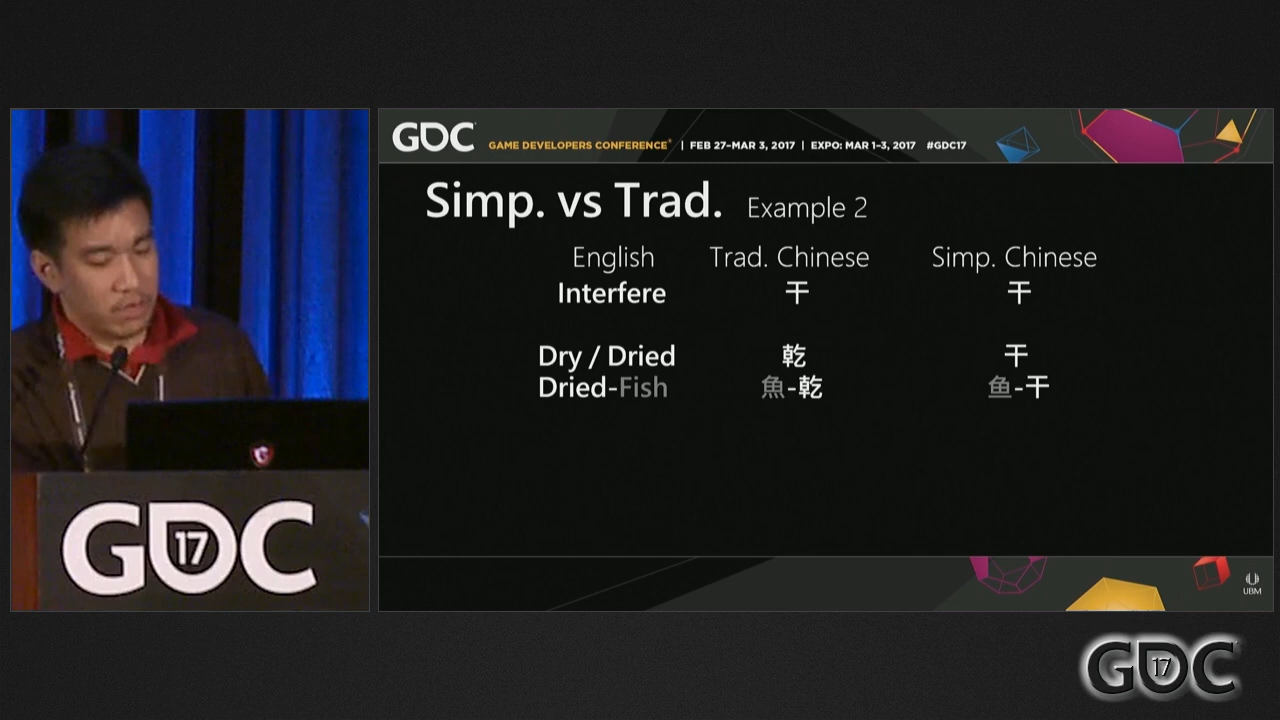 GDC
GAME DEVELOPERS CONFERENCE® | FEB 27–MAR 3, 2017 | EXPO: MAR 1–3, 2017 #GDC17
Simp. vs Trad. Example 2
English Trad. Chinese Simp. Chinese
Interfere 干 干
Dry / Dried 乾 干
Dried-Fish 魚-乾 鱼-干
GDC 17
UBM
GDC 17